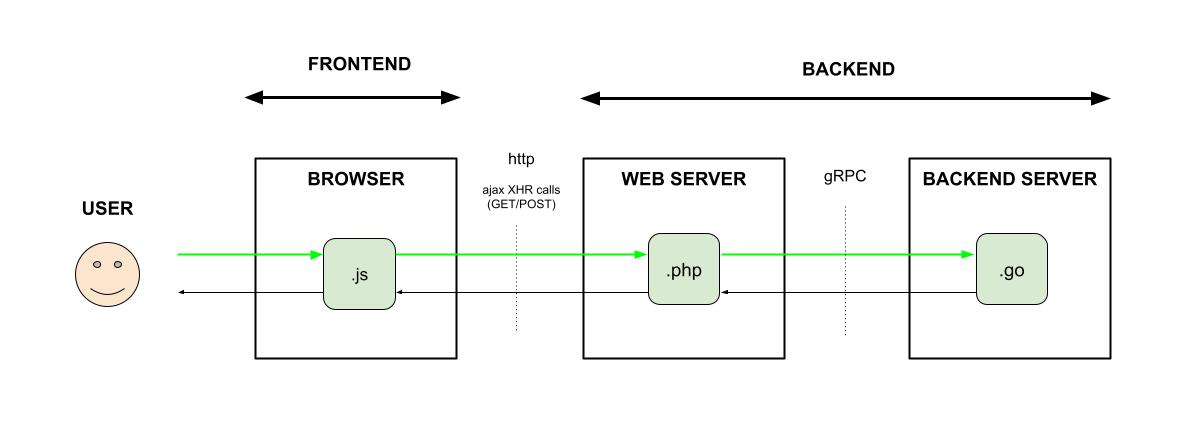 FRONTEND
BACKEND
http
ajax XHR calls
(GET/POST)
gRPC
BROWSER
WEB SERVER
BACKEND SERVER
USER
.js
.php
.go